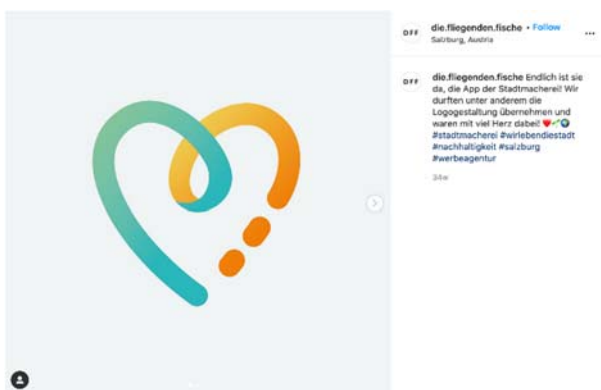 DFF
die.fliegenden.fische • Follow
Salzburg, Austria
...
DFF
die.fliegenden.fische Endlich ist sie
da, die App der Stadtmacherei! Wir
durften unter anderem die
Logogestaltung übernehmen und
waren mit viel Herz dabei! ❤️🌱🌍
#stadtmacherei #wirlebendiestadt
#nachhaltigkeit #salzburg
#werbeagentur
34w